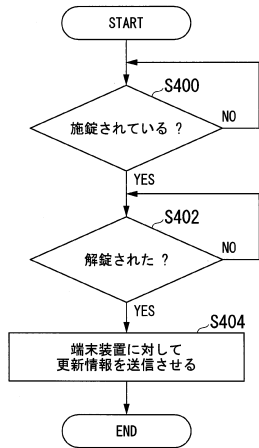 START
S400
施錠されている ?
NO
YES
S402
解錠された ?
NO
YES
S404
端末装置に対して
更新情報を送信させる
END